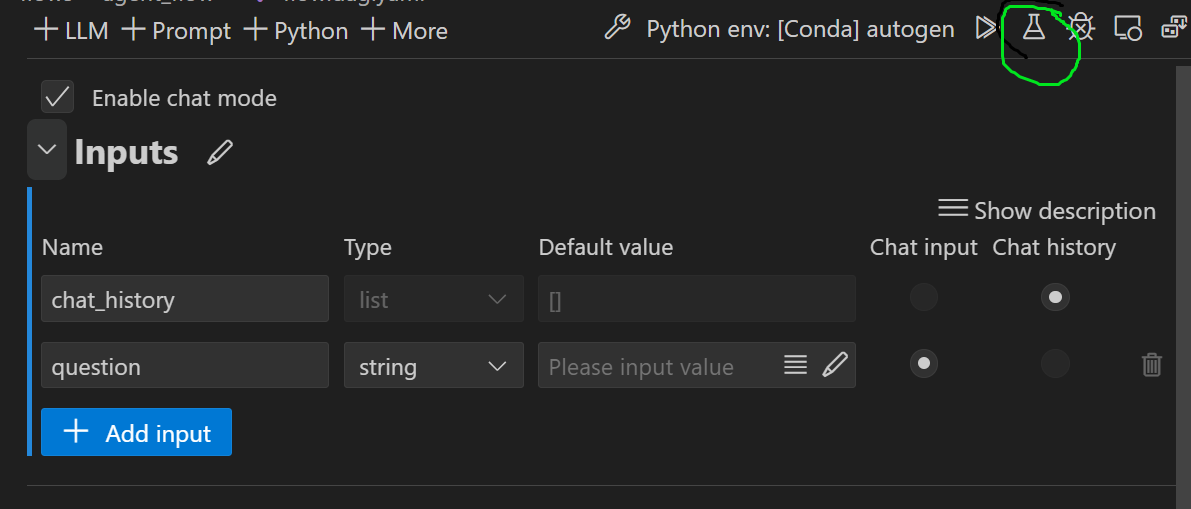 LLM Prompt Python More Python env: [Conda] autogen
Enable chat mode
Inputs
Show description
Name Type Default value Chat input Chat history
chat_history list []
question string Please input value
Add input